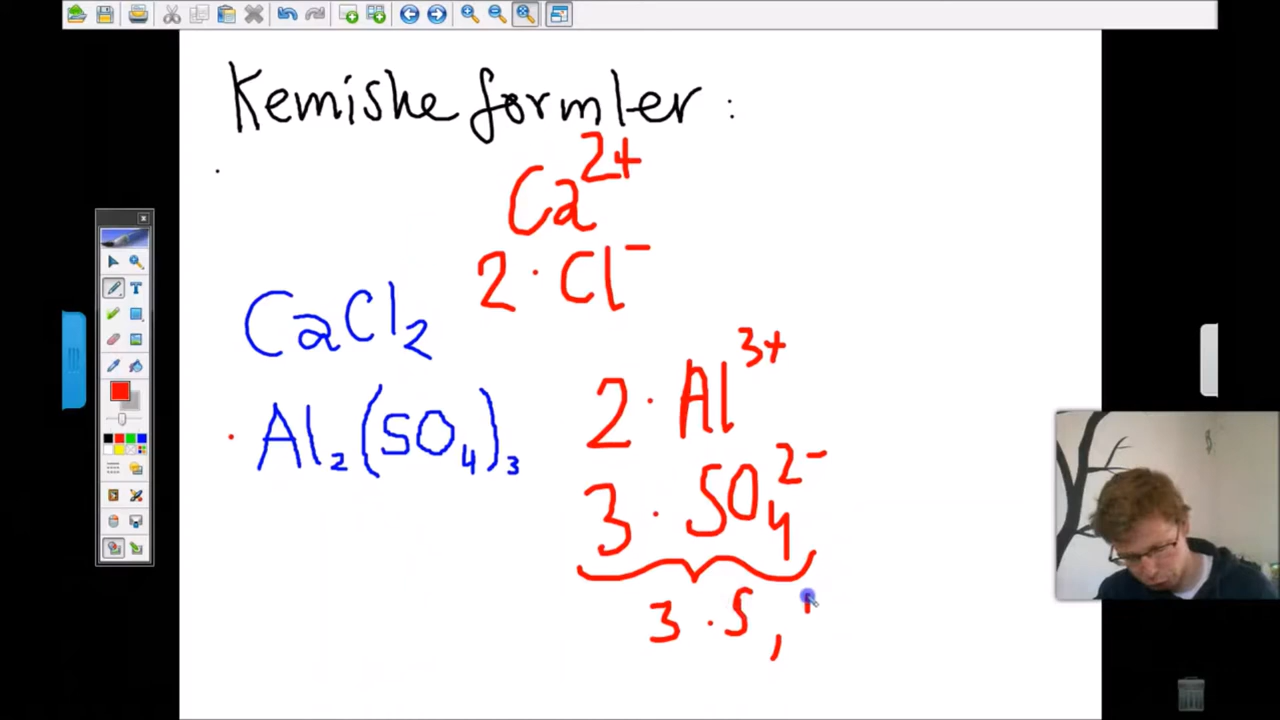 Kemiske formler:
Ca²⁺
2 · Cl⁻
CaCl₂
2 · Al³⁺
Al₂(SO₄)₃
3 · SO₄²⁻
3 · S,